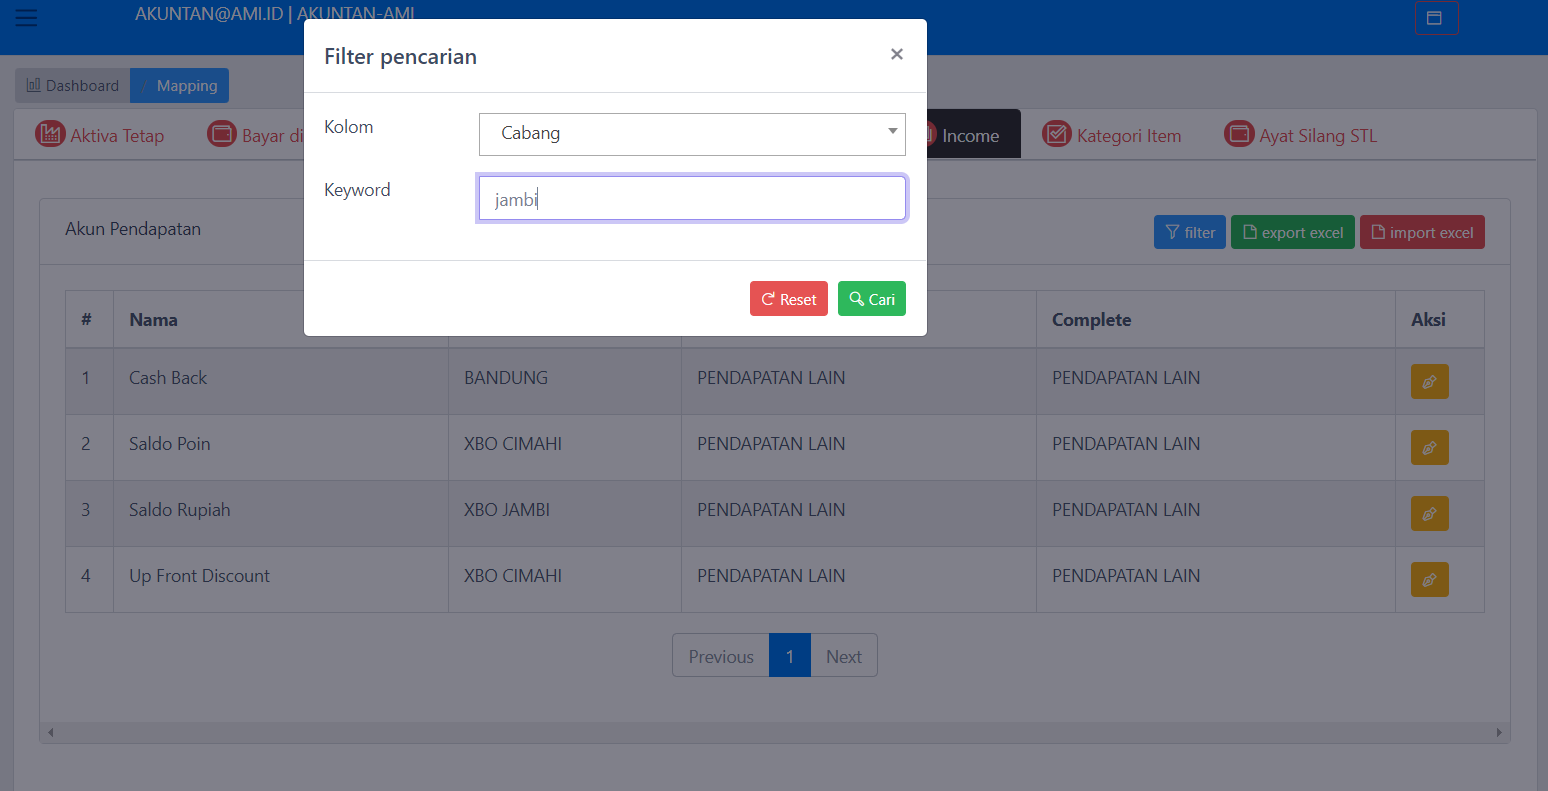 AKUNTAN@AMI.ID | AKUNTAN-AMI
Filter pencarian
×
Dashboard / Mapping
Kolom
Cabang
Aktiva Tetap
Bayar di
Income
Kategori Item
Ayat Silang STL
Keyword
jambi
Akun Pendapatan
filter
export excel
import excel
Reset
Cari
# Nama Complete Aksi
1 Cash Back BANDUNG PENDAPATAN LAIN PENDAPATAN LAIN
2 Saldo Poin XBO CIMAHI PENDAPATAN LAIN PENDAPATAN LAIN
3 Saldo Rupiah XBO JAMBI PENDAPATAN LAIN PENDAPATAN LAIN
4 Up Front Discount XBO CIMAHI PENDAPATAN LAIN PENDAPATAN LAIN
Previous 1 Next